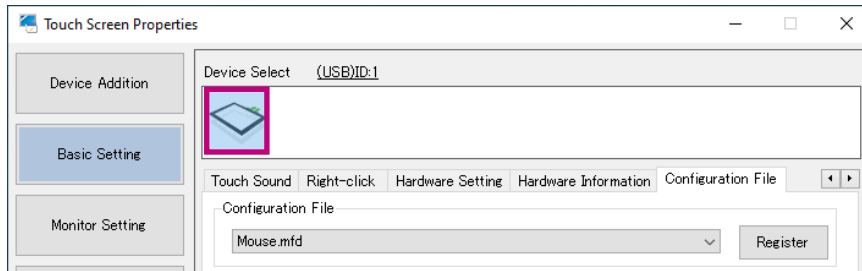 Touch Screen Properties
Device Addition
Basic Setting
Monitor Setting
Device Select (USB)ID:1
Touch Sound Right-click Hardware Setting Hardware Information Configuration File
Configuration File
Mouse.mfd Register